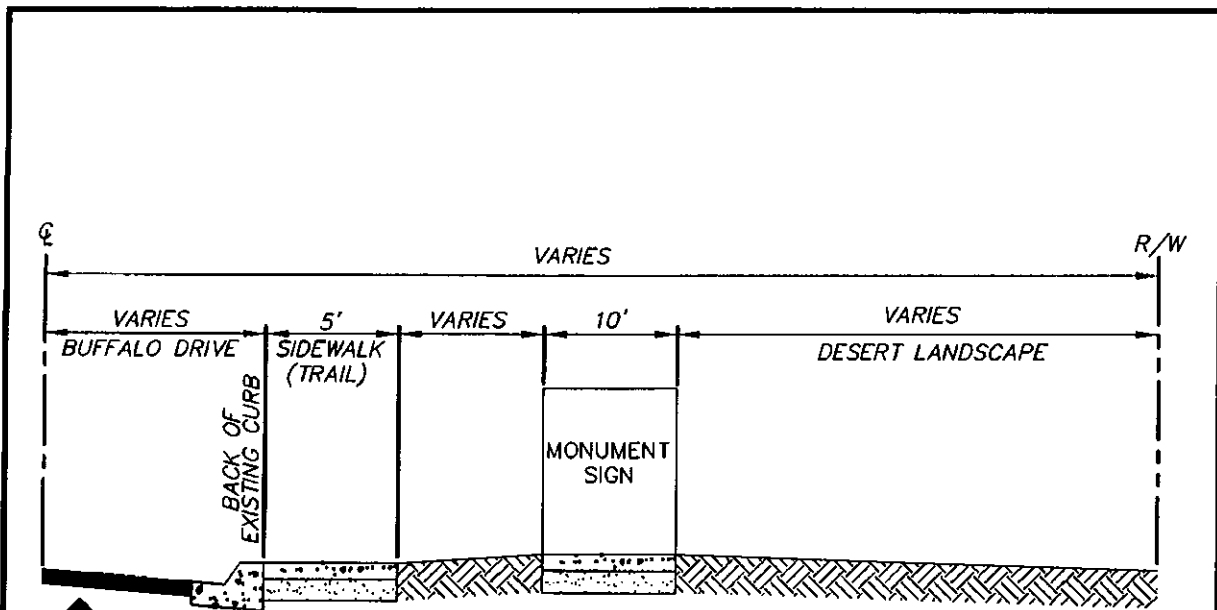 ℄
R/W
VARIES
VARIES
5'
VARIES
10'
VARIES
BUFFALO DRIVE
SIDEWALK
(TRAIL)
DESERT LANDSCAPE
BACK OF
EXISTING CURB
MONUMENT
SIGN